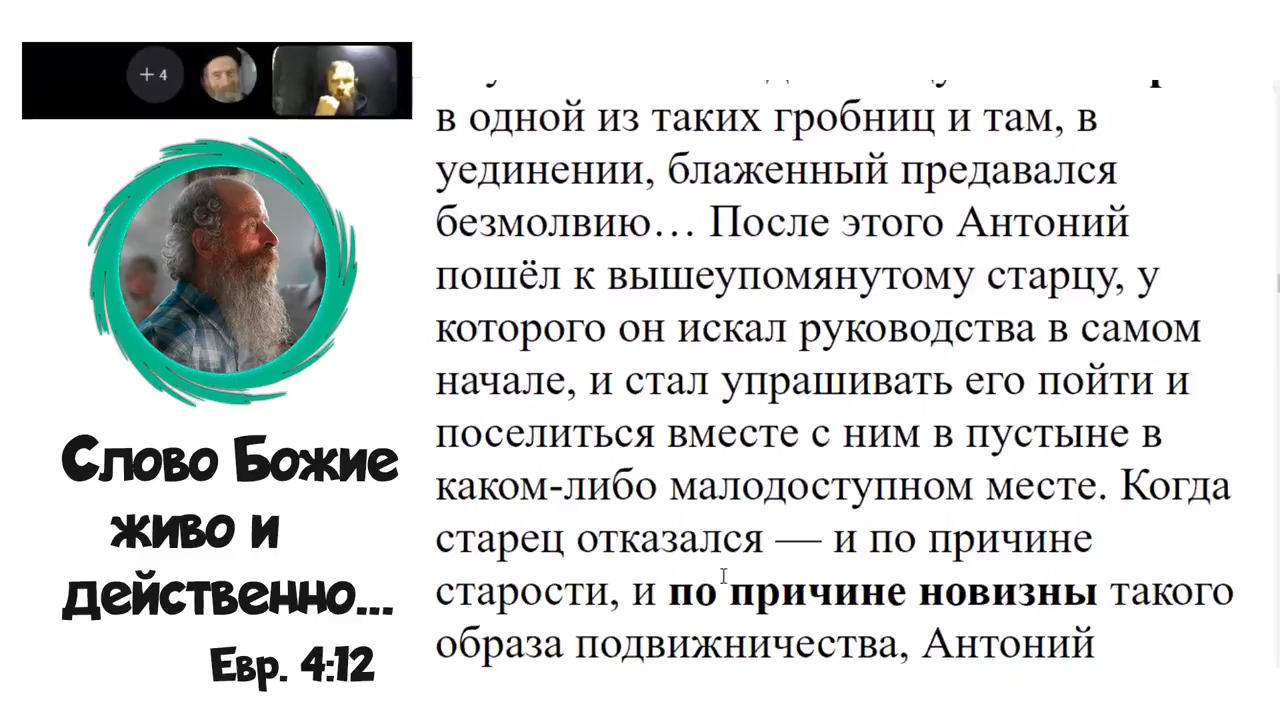 + 4
Слово Божие
живо и
действенно...
Евр. 4:12
в одной из таких гробниц и там, в
уединении, блаженный предавался
безмолвию… После этого Антоний
пошёл к вышеупомянутому старцу, у
которого он искал руководства в самом
начале, и стал упрашивать его пойти и
поселиться вместе с ним в пустыне в
каком-либо малодоступном месте. Когда
старец отказался — и по причине
старости, и по причине новизны такого
образа подвижничества, Антоний